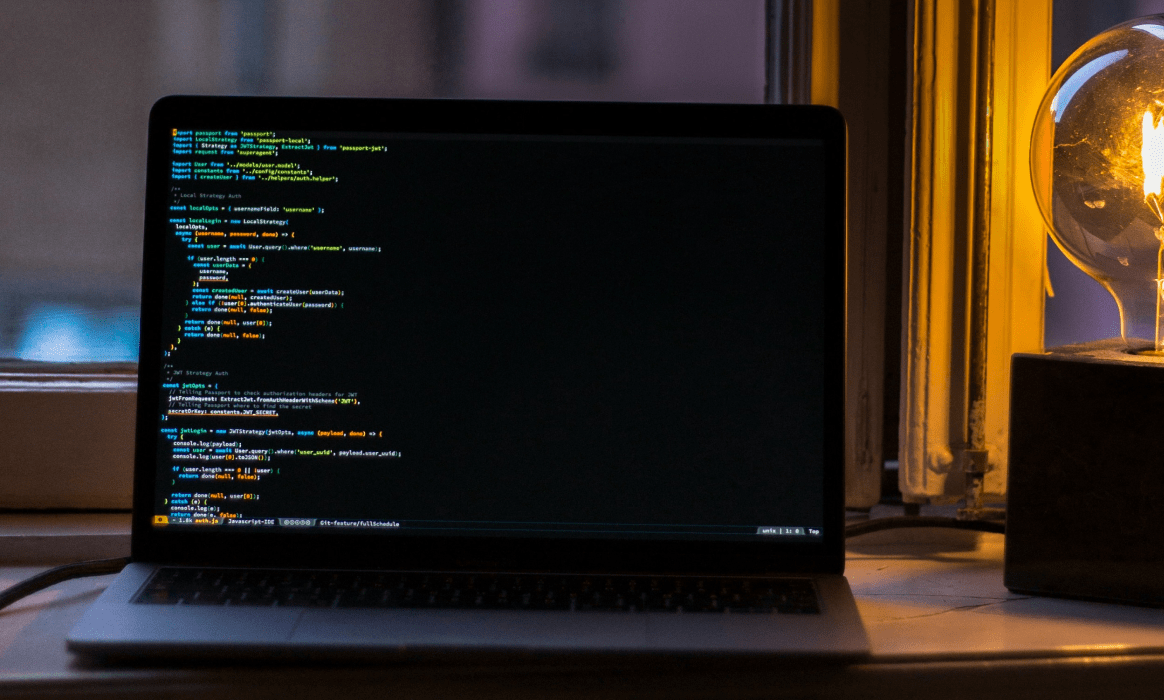 import passport from 'passport';
import LocalStrategy from 'passport-local';
import { Strategy as JWTStrategy, ExtractJwt } from 'passport-jwt';
import request from 'superagent';
import User from '../models/user.model';
import constants from '../config/constants';
import { createUser } from '../helpers/auth.helper';
/**
* Local Strategy Auth
*/
const localOpts = { usernameField: 'username' };
const localLogin = new LocalStrategy(
localOpts,
async (username, password, done) => {
try {
const user = await User.query().where('username', username);
if (user.length === 0) {
const userData = {
username,
password,
};
const createdUser = await createUser(userData);
return done(null, createdUser);
} else if (!user[0].authenticateUser(password)) {
return done(null, false);
}
return done(null, user[0]);
} catch (e) {
return done(null, false);
}
},
);
/**
* JWT Strategy Auth
*/
const jwtOpts = {
// Telling Passport to check authorization headers for JWT
jwtFromRequest: ExtractJwt.fromAuthHeaderWithScheme('JWT'),
// Telling Passport where to find the secret
secretOrKey: constants.JWT_SECRET,
};
const jwtLogin = new JWTStrategy(jwtOpts, async (payload, done) => {
try {
console.log(payload);
const user = await User.query().where('user_uuid', payload.user_uuid);
console.log(user[0].toJSON());
if (user.length === 0 || !user) {
return done(null, false);
}
return done(null, user[0]);
} catch (e) {
console.log(e);
return done(e, false);
- 1.6k auth.js Javascript-IDE Git-feature/fullSchedule unix | 1: 0 Top